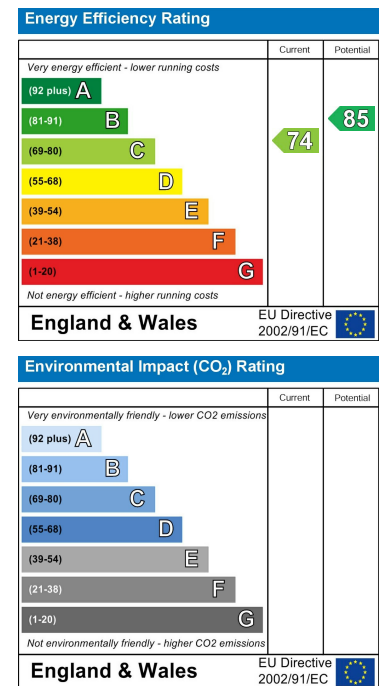 Energy Efficiency Rating
Current Potential
Very energy efficient - lower running costs
(92 plus) A
(81-91) B
(69-80) C
(55-68) D
(39-54) E
(21-38) F
(1-20) G
74
85
Not energy efficient - higher running costs
England & Wales
EU Directive
2002/91/EC
Environmental Impact (CO₂) Rating
Current Potential
Very environmentally friendly - lower CO2 emissions
(92 plus) A
(81-91) B
(69-80) C
(55-68) D
(39-54) E
(21-38) F
(1-20) G
Not environmentally friendly - higher CO2 emissions
England & Wales
EU Directive
2002/91/EC